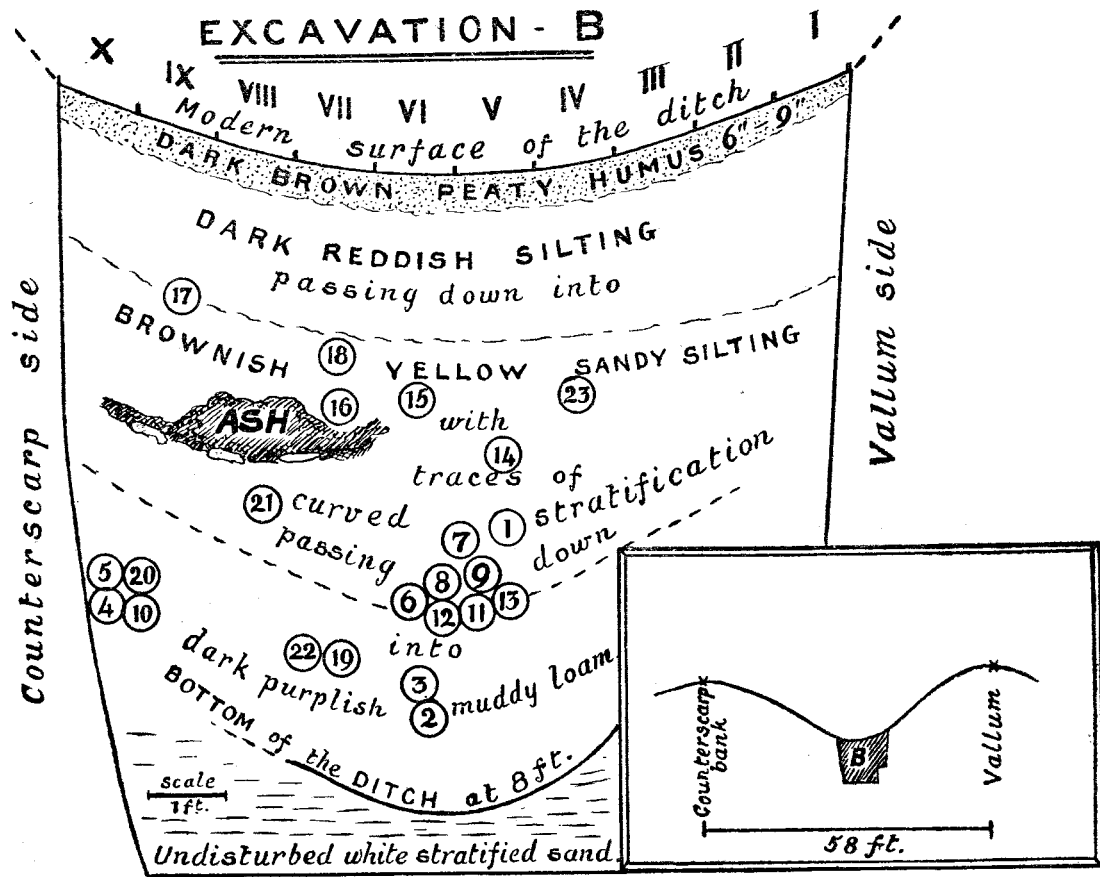 EXCAVATION - B
X IX VIII VII VI V IV III II I
Modern surface of the ditch
DARK BROWN PEATY HUMUS 6"-9"
DARK REDDISH SILTING
passing down into
17
BROWNISH YELLOW SANDY SILTING
18
ASH
16
15
with
23
14
traces of
21
curved stratification
7
1
passing down
5 20
4 10
8 9
6 12 11 13
into
22 19
dark purplish muddy loam
3
2
BOTTOM of the DITCH at 8 ft.
scale
1 ft.
Undisturbed white stratified sand.
Counterscarp side
Vallum side
Counterscarp
bank
B
Vallum
58 ft.